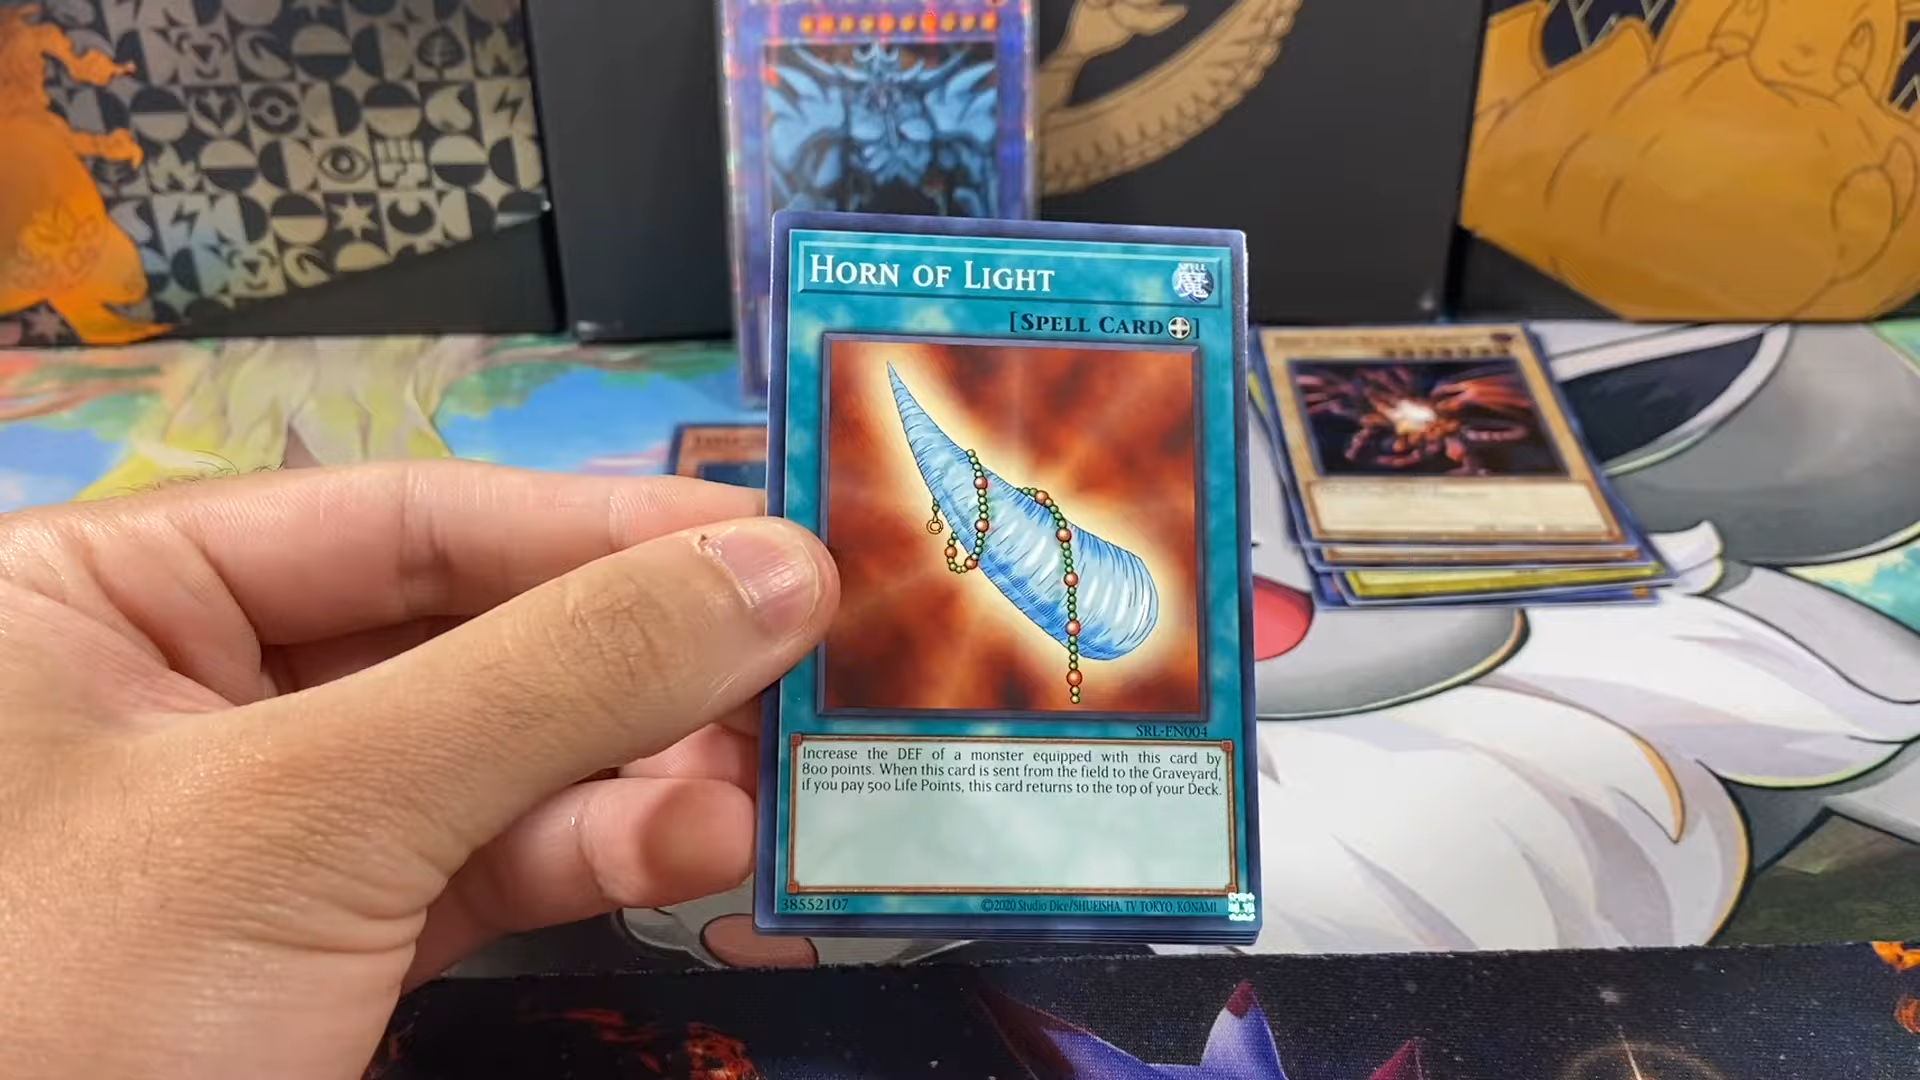 HORN OF LIGHT
SPELL
魔
[SPELL CARD]
SRL-EN004
Increase the DEF of a monster equipped with this card by
800 points. When this card is sent from the field to the Graveyard,
if you pay 500 Life Points, this card returns to the top of your Deck.
38552107
©2020 Studio Dice/SHUEISHA, TV TOKYO, KONAMI